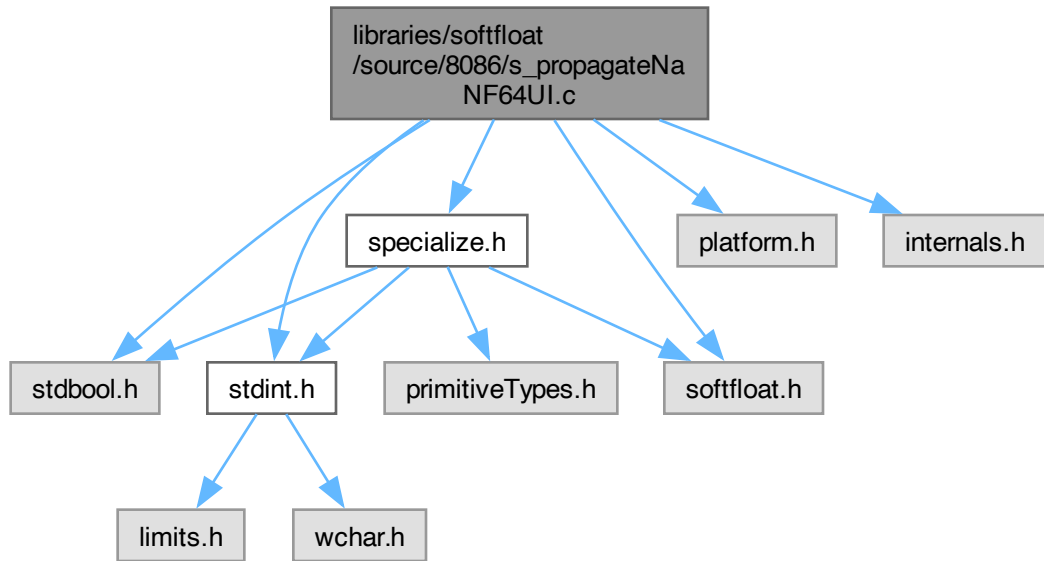 libraries/softfloat
/source/8086/s_propagateNa
NF64UI.c
specialize.h
platform.h
internals.h
stdbool.h
stdint.h
primitiveTypes.h
softfloat.h
limits.h
wchar.h